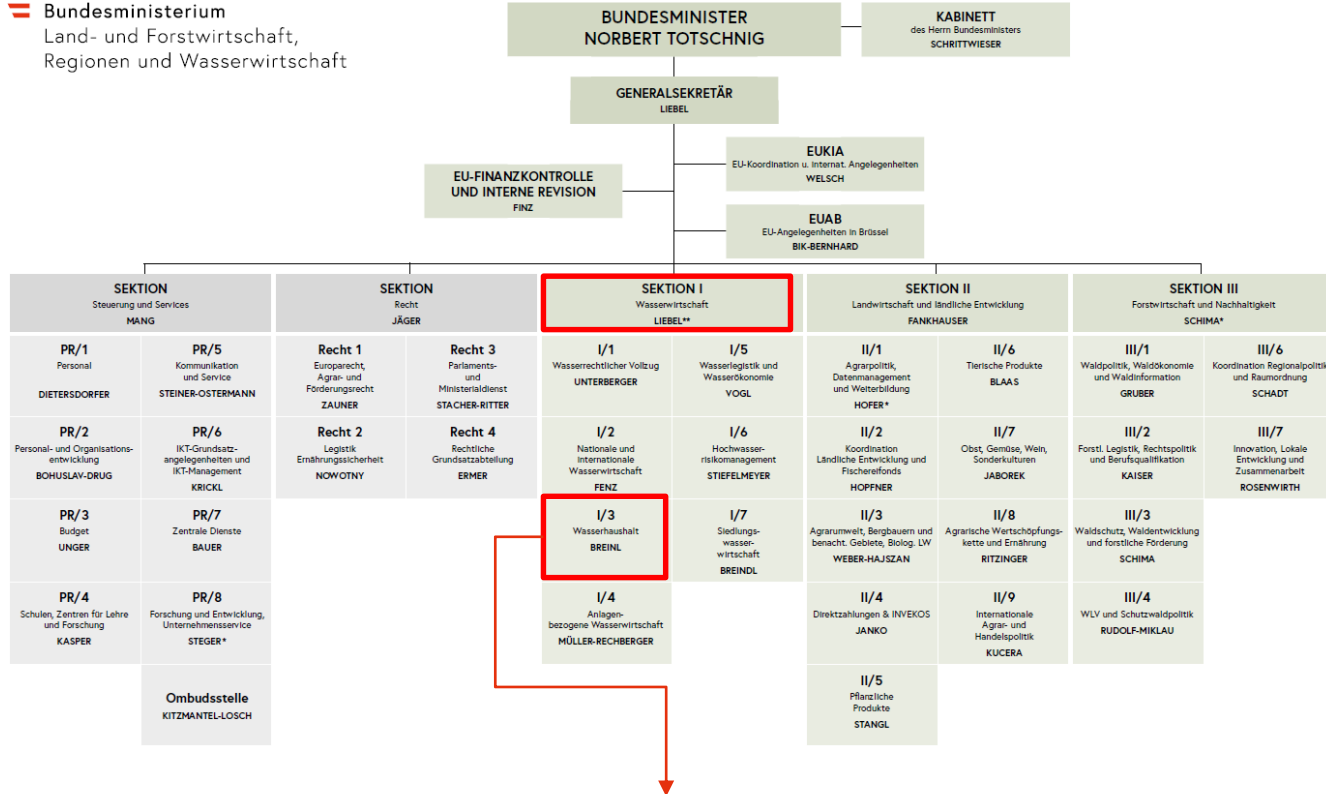 Bundesministerium
Land- und Forstwirtschaft,
Regionen und Wasserwirtschaft
BUNDESMINISTER
NORBERT TOTSCHNIG
KABINETT
des Herrn Bundesministers
SCHRITTWIESER
GENERALSEKRETÄR
LIEBEL
EUKIA
EU-Koordination u. internat. Angelegenheiten
WELSCH
EU-FINANZKONTROLLE
UND INTERNE REVISION
FINZ
EUAB
EU-Angelegenheiten in Brüssel
BIK-BERNHARD
SEKTION
Steuerung und Services
MANG
SEKTION
Recht
JÄGER
SEKTION I
Wasserwirtschaft
LIEBEL**
SEKTION II
Landwirtschaft und ländliche Entwicklung
FANKHAUSER
SEKTION III
Forstwirtschaft und Nachhaltigkeit
SCHIMA*
PR/1
Personal
DIETERSDORFER
PR/5
Kommunikation
und Service
STEINER-OSTERMANN
Recht 1
Europarecht,
Agrar- und
Förderungsrecht
ZAUNER
Recht 3
Parlaments-
und
Ministerialdienst
STACHER-RITTER
I/1
Wasserrechtlicher Vollzug
UNTERBERGER
I/5
Wasserlegistik und
Wasserökonomie
VOGL
II/1
Agrarpolitik,
Datenmanagement
und Weiterbildung
HOFER*
II/6
Tierische Produkte
BLAAS
III/1
Waldpolitik, Waldökonomie
und Waldinformation
GRUBER
III/6
Koordination Regionalpolitik
und Raumordnung
SCHADT
PR/2
Personal- und Organisations-
entwicklung
BOHUSLAV-DRUG
PR/6
IKT-Grundsatz-
angelegenheiten und
IKT-Management
KRICKL
Recht 2
Legistik
Ernährungssicherheit
NOWOTNY
Recht 4
Rechtliche
Grundsatzabteilung
ERMER
I/2
Nationale und
internationale
Wasserwirtschaft
FENZ
I/6
Hochwasser-
risikomanagement
STIEFELMEYER
II/2
Koordination
Ländliche Entwicklung und
Fischereifonds
HOPFNER
II/7
Obst, Gemüse, Wein,
Sonderkulturen
JABOREK
III/2
Forstl. Legistik, Rechtspolitik
und Berufsqualifikation
KAISER
III/7
Innovation, Lokale
Entwicklung und
Zusammenarbeit
ROSENWIRTH
PR/3
Budget
UNGER
PR/7
Zentrale Dienste
BAUER
I/3
Wasserhaushalt
BREINL
I/7
Siedlungs-
wasser-
wirtschaft
BREINDL
II/3
Agrarumwelt, Bergbauern und
benacht. Gebiete, Biolog. LW
WEBER-HAJSZAN
II/8
Agrarische Wertschöpfungs-
kette und Ernährung
RITZINGER
III/3
Waldschutz, Waldentwicklung
und forstliche Förderung
SCHIMA
PR/4
Schulen, Zentren für Lehre
und Forschung
KASPER
PR/8
Forschung und Entwicklung,
Unternehmensservice
STEGER*
I/4
Anlagen-
bezogene Wasserwirtschaft
MÜLLER-RECHBERGER
II/4
Direktzahlungen & INVEKOS
JANKO
II/9
Internationale
Agrar- und
Handelspolitik
KUCERA
III/4
WLV und Schutzwaldpolitik
RUDOLF-MIKLAU
Ombudsstelle
KITZMANTEL-LOSCH
II/5
Pflanzliche
Produkte
STANGL